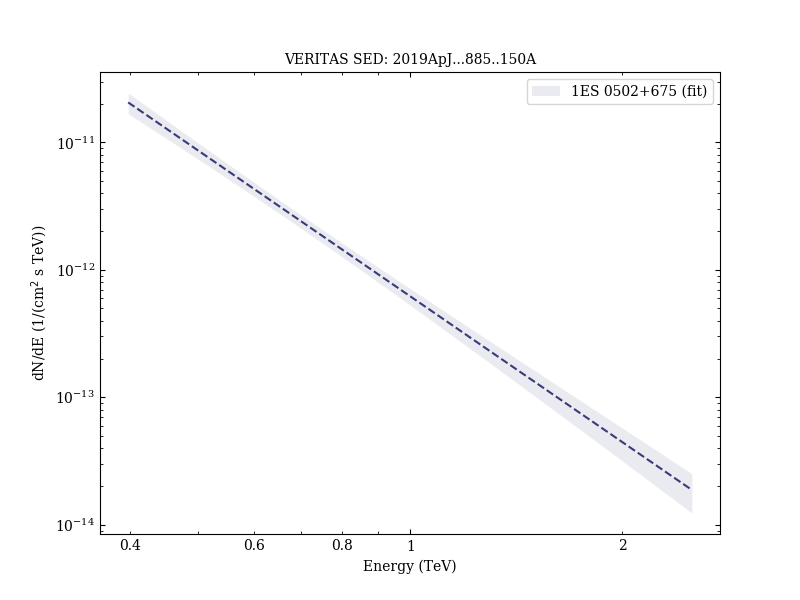 VERITAS SED: 2019ApJ...885..150A
1ES 0502+675 (fit)
dN/dE (1/(cm² s TeV))
10⁻¹¹
10⁻¹²
10⁻¹³
10⁻¹⁴
0.4 0.6 0.8 1 2
Energy (TeV)